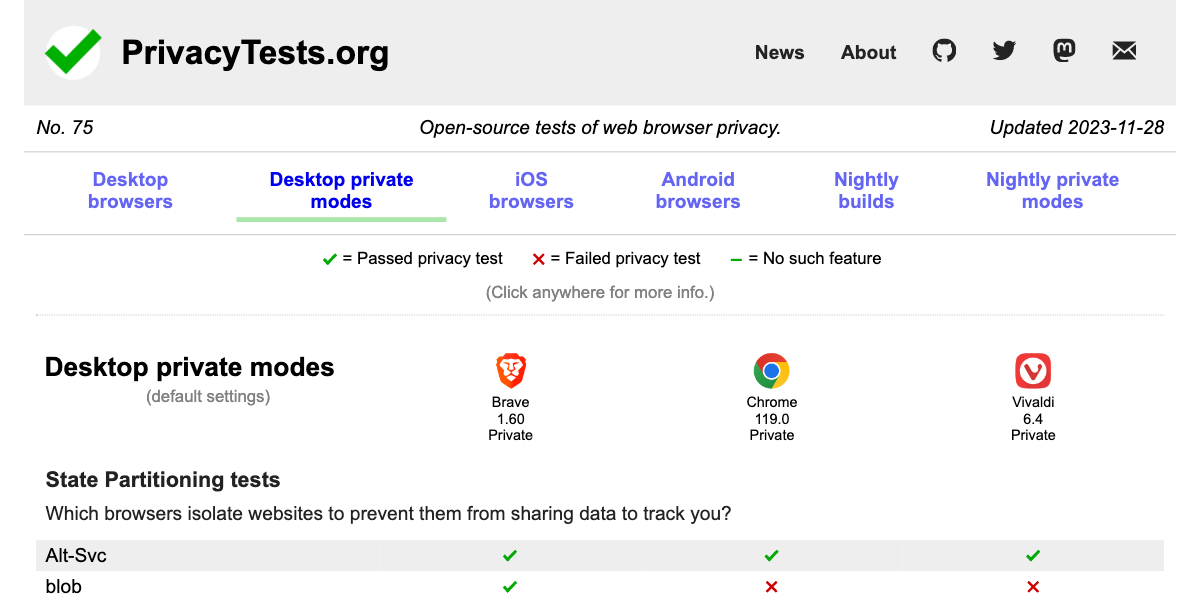 PrivacyTests.org
News About
No. 75 Open-source tests of web browser privacy. Updated 2023-11-28
Desktop browsers Desktop private modes iOS browsers Android browsers Nightly builds Nightly private modes
✓ = Passed privacy test ✕ = Failed privacy test – = No such feature
(Click anywhere for more info.)
Desktop private modes
(default settings)
Brave 1.60 Private
Chrome 119.0 Private
Vivaldi 6.4 Private
State Partitioning tests
Which browsers isolate websites to prevent them from sharing data to track you?
Alt-Svc
blob